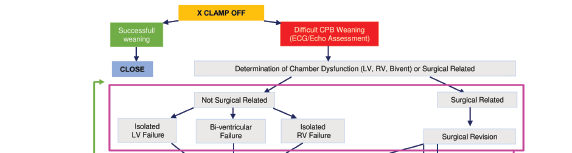 X CLAMP OFF
Successful
weaning
Difficult CPB Weaning
(ECG/Echo Assessment)
CLOSE
Determination of Chamber Dysfunction (LV, RV, Bivent) or Surgical Related
Not Surgical Related
Surgical Related
Isolated
LV Failure
Bi-ventricular
Failure
Isolated
RV Failure
Surgical Revision